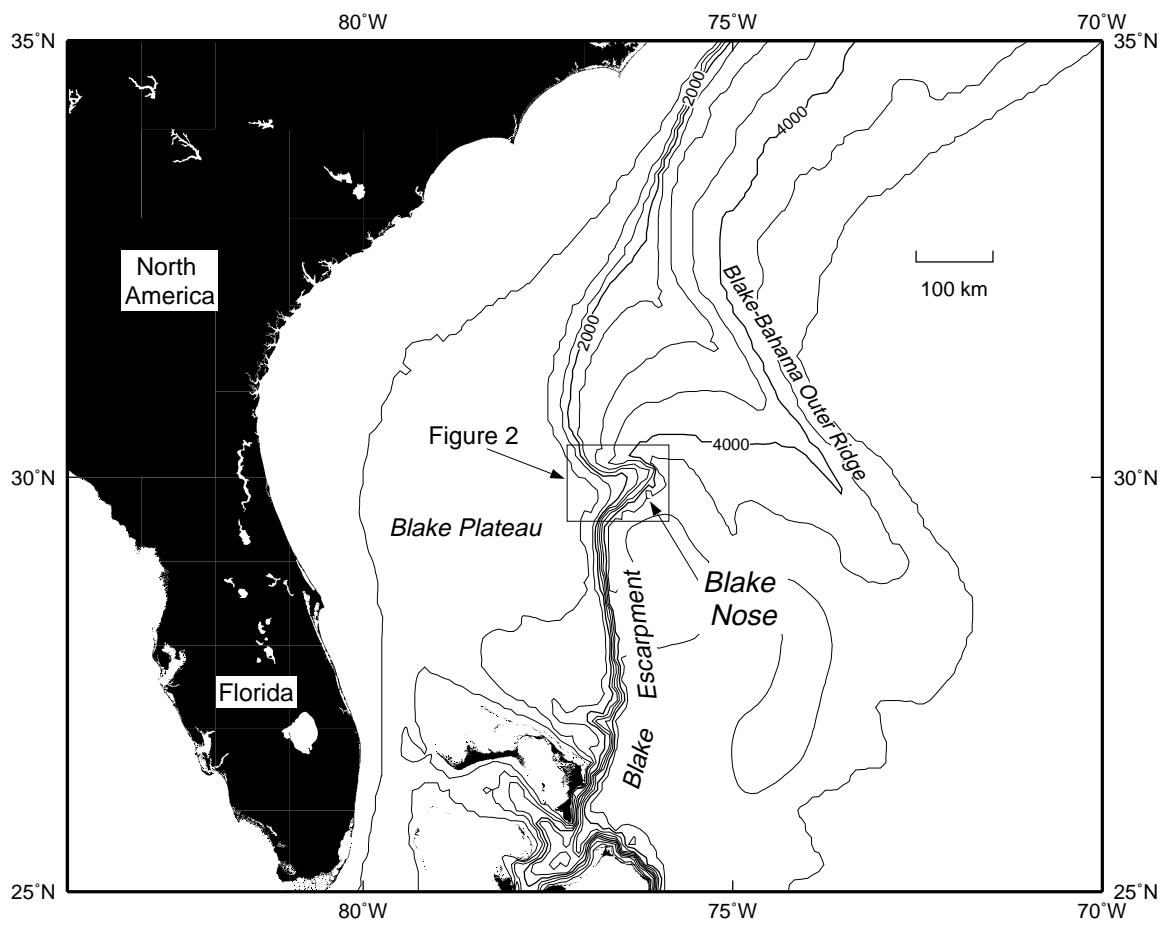 80˚W
75˚W
70˚W
35˚N
35˚N
2000
4000
North
America
100 km
Blake-Bahama Outer Ridge
2000
Figure 2
4000
30˚N
30˚N
Blake Plateau
Blake
Nose
Blake Escarpment
Florida
25˚N
25˚N
80˚W
75˚W
70˚W